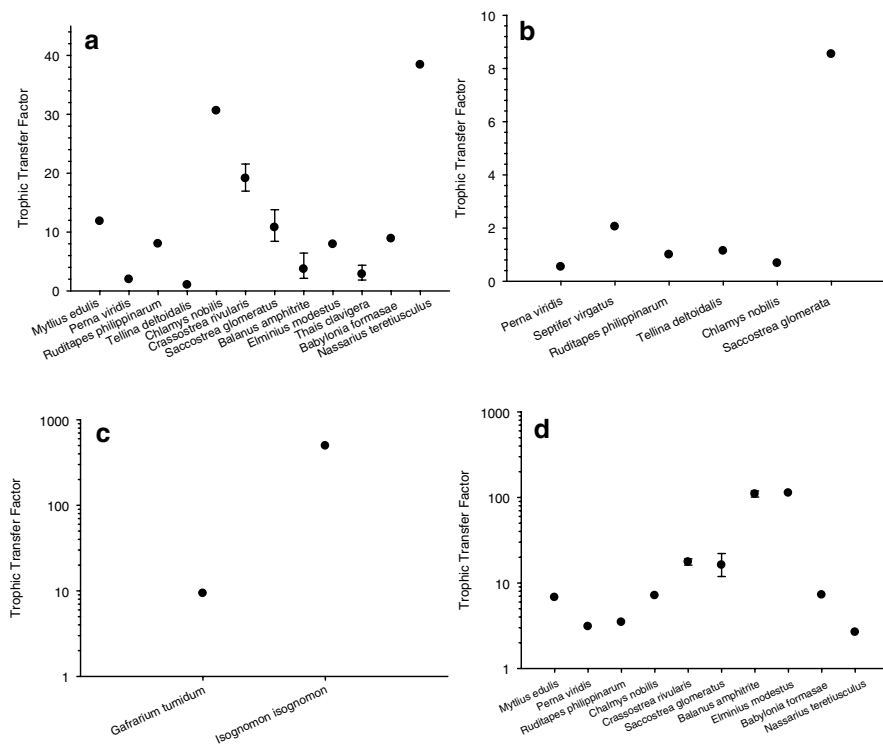 a
Trophic Transfer Factor
40
30
20
10
0
Mytlius edulis
Perna viridis
Ruditapes philippinarum
Tellina deltoidalis
Chlamys nobilis
Crassostrea rivularis
Saccostrea glomeratus
Balanus amphitrite
Elminius modestus
Thais clavigera
Babylonia formasae
Nassarius teretiusculus
b
Trophic Transfer Factor
10
8
6
4
2
0
Perna viridis
Septifer virgatus
Ruditapes philippinarum
Tellina deltoidalis
Chlamys nobilis
Saccostrea glomerata
c
Trophic Transfer Factor
1000
100
10
1
Gafrarium tumidum
Isognomon isognomon
d
Trophic Transfer Factor
1000
100
10
1
Mytlius edulis
Perna viridis
Ruditapes philippinarum
Chalmys nobilis
Crassostrea rivularis
Saccostrea glomeratus
Balanus amphitrite
Elminius modestus
Babylonia formasae
Nassarius teretiusculus